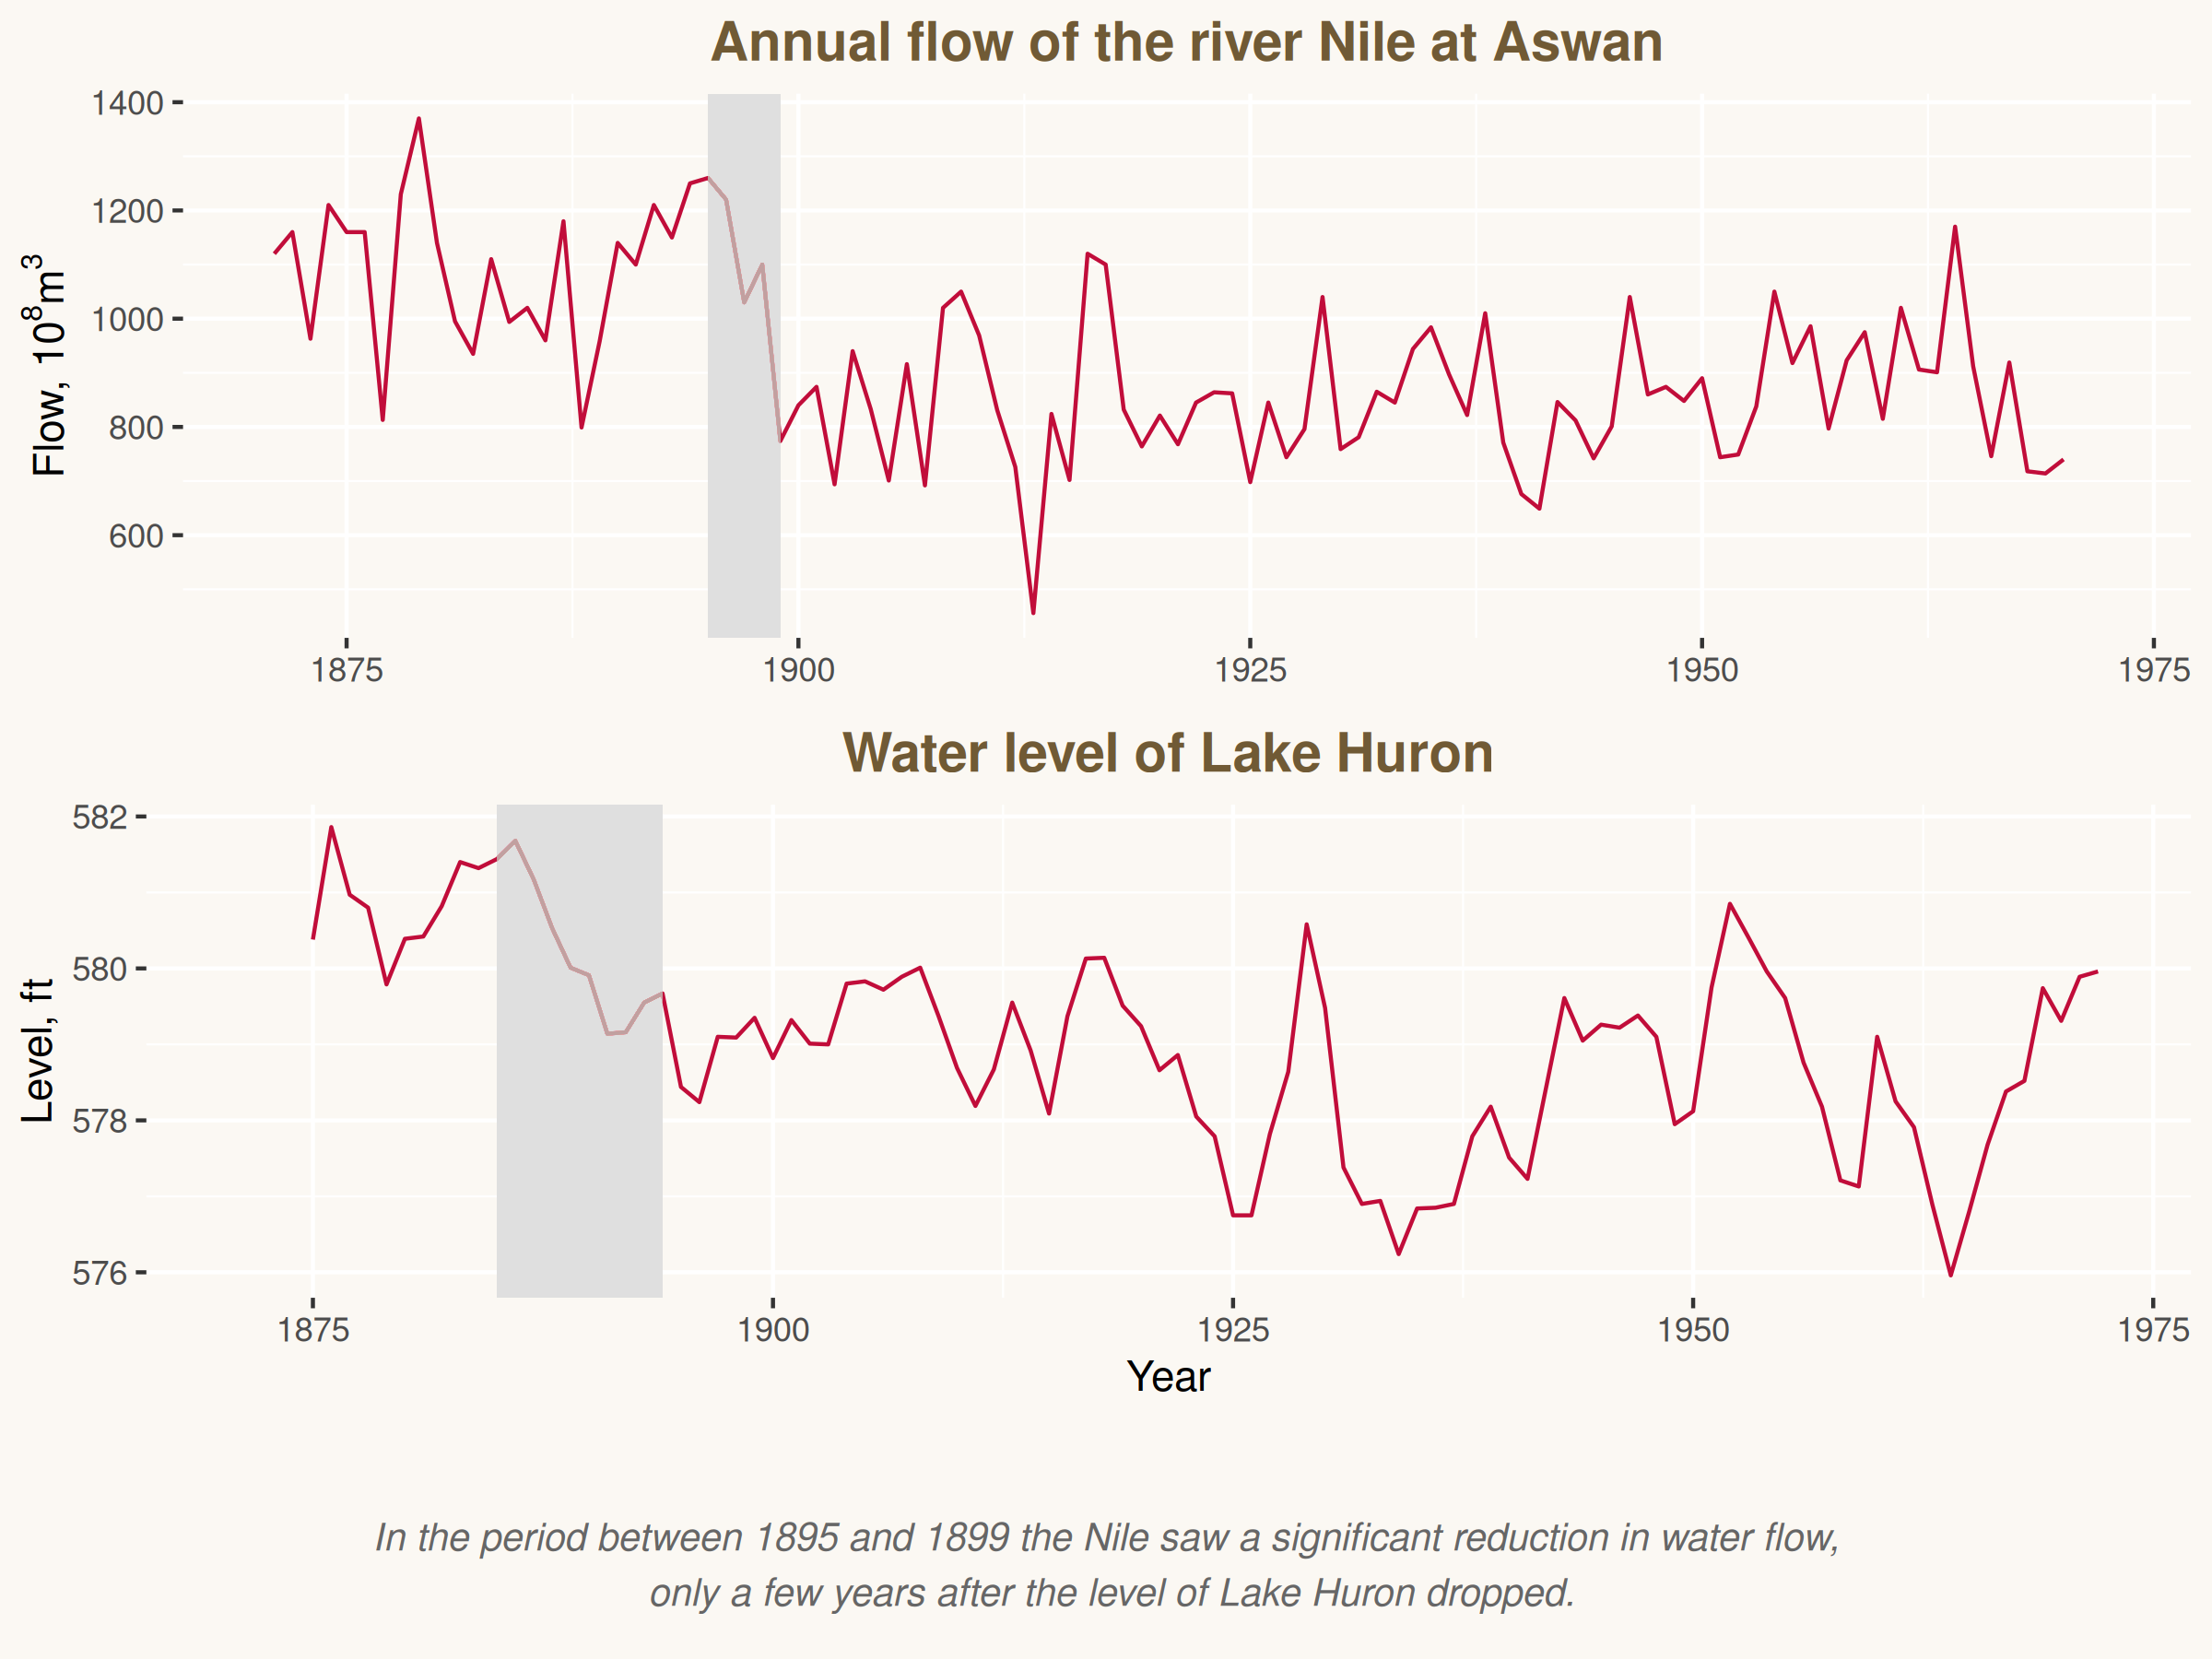 Annual flow of the river Nile at Aswan
Flow, 10⁸m³
1400
1200
1000
800
600
1875 1900 1925 1950 1975
Water level of Lake Huron
Level, ft
582
580
578
576
1875 1900 1925 1950 1975
Year
In the period between 1895 and 1899 the Nile saw a significant reduction in water flow,
only a few years after the level of Lake Huron dropped.